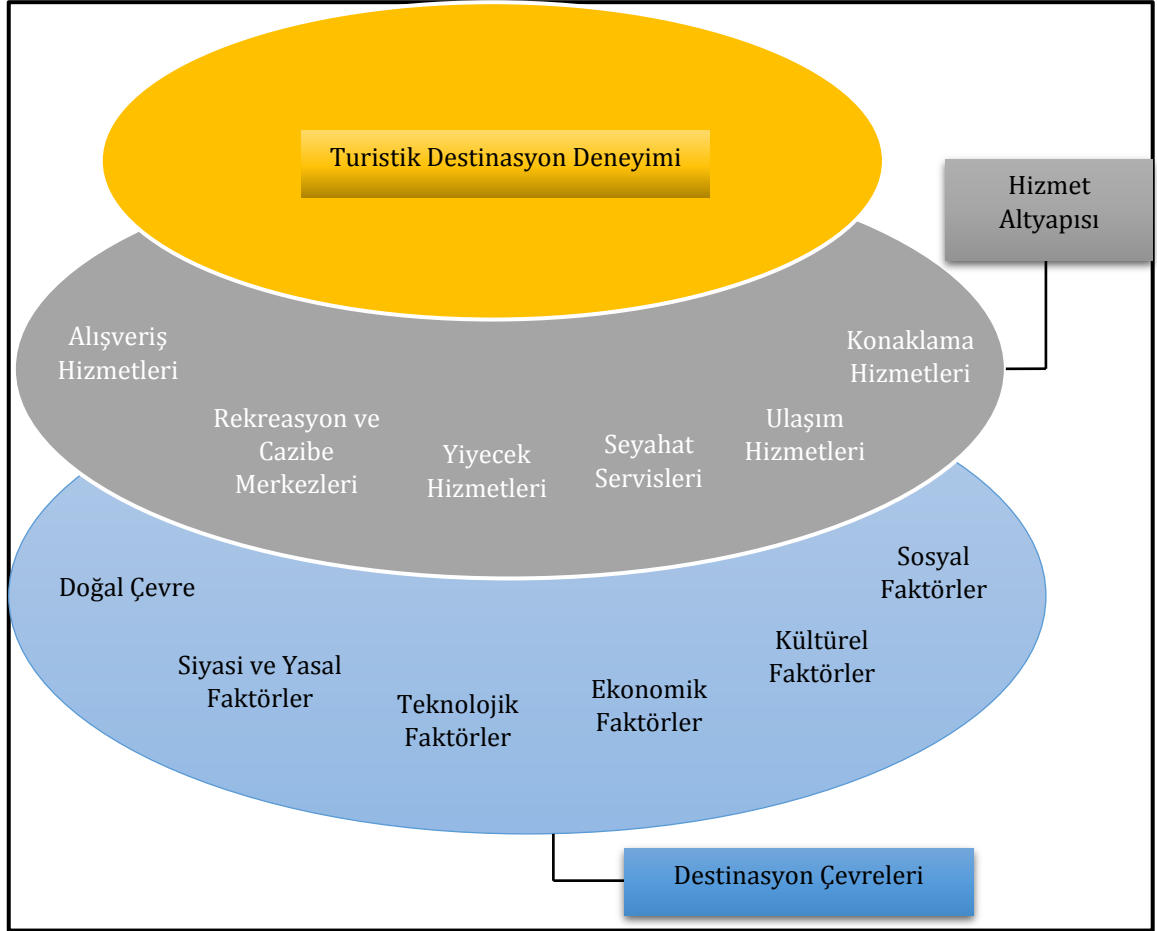 Turistik Destinasyon Deneyimi
Hizmet
Altyapısı
Alışveriş
Hizmetleri
Rekreasyon ve
Cazibe
Merkezleri
Yiyecek
Hizmetleri
Seyahat
Servisleri
Ulaşım
Hizmetleri
Konaklama
Hizmetleri
Doğal Çevre
Siyasi ve Yasal
Faktörler
Teknolojik
Faktörler
Ekonomik
Faktörler
Kültürel
Faktörler
Sosyal
Faktörler
Destinasyon Çevreleri